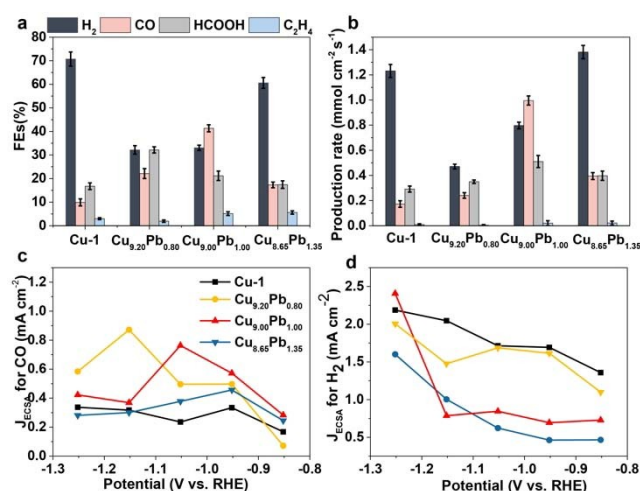 a b
H2 CO HCOOH C2H4
FEs(%)
80
70
60
50
40
30
20
10
0
Cu-1 Cu9.20Pb0.80 Cu9.00Pb1.00 Cu8.65Pb1.35
Production rate (mmol cm-2 s-1)
1.6
1.4
1.2
1.0
0.8
0.6
0.4
0.2
0.0
Cu-1 Cu9.20Pb0.80 Cu9.00Pb1.00 Cu8.65Pb1.35
c
JECSA for CO (mA cm-2)
1.2
1.0
0.8
0.6
0.4
0.2
0.0
Cu-1
Cu9.20Pb0.80
Cu9.00Pb1.00
Cu8.65Pb1.35
-1.3 -1.2 -1.1 -1.0 -0.9 -0.8
Potential (V vs. RHE)
d
JECSA for H2 (mA cm-2)
2.5
2.0
1.5
1.0
0.5
-1.3 -1.2 -1.1 -1.0 -0.9 -0.8
Potential (V vs. RHE)